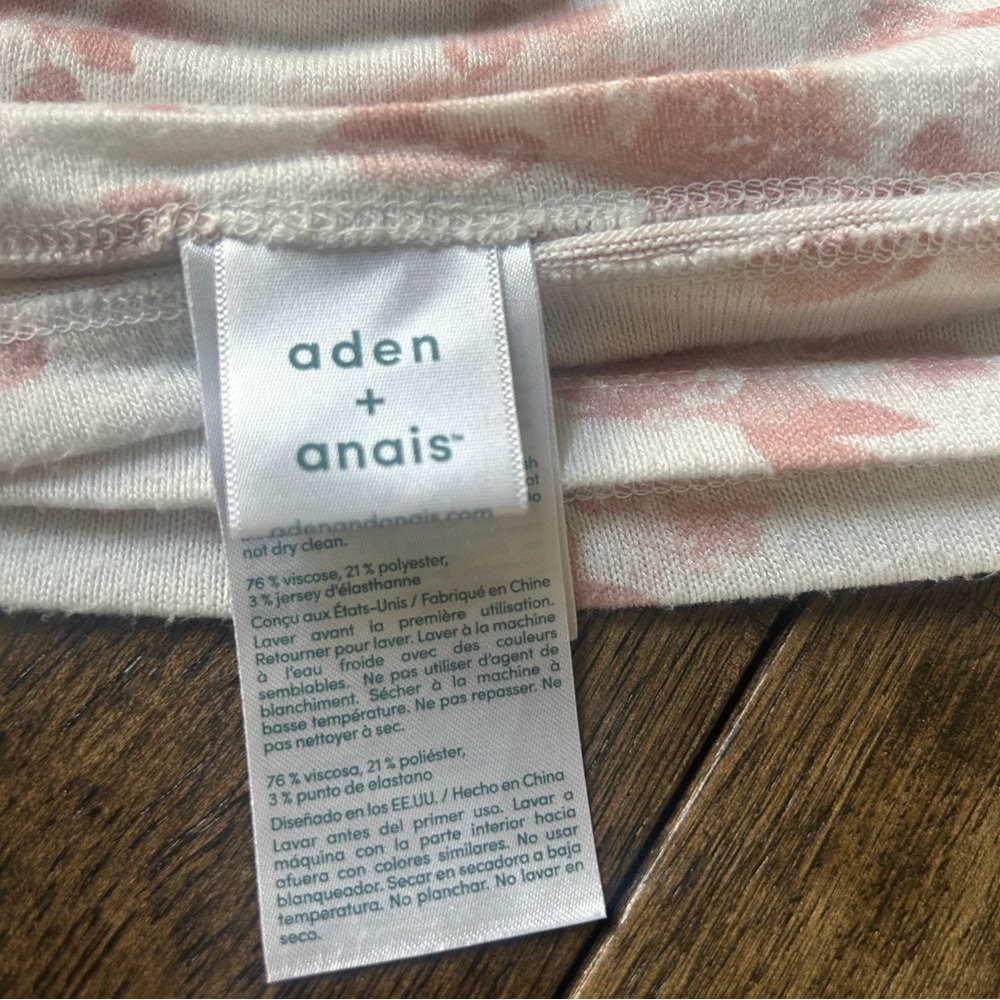 aden
+
anais™
adenandanais.com
not dry clean.
76 % viscose, 21 % polyester,
3 % jersey d'élasthanne
Conçu aux États-Unis / Fabriqué en Chine
Laver avant la première utilisation.
Retourner pour laver. Laver à la machine
à l'eau froide avec des couleurs
semblables. Ne pas utiliser d'agent de
blanchiment. Sécher à la machine à
basse température. Ne pas repasser. Ne
pas nettoyer à sec.
76 % viscosa, 21 % poliéster,
3 % punto de elastano
Diseñado en los EE.UU. / Hecho en China
Lavar antes del primer uso. Lavar a
máquina con la parte interior hacia
afuera con colores similares. No usar
blanqueador. Secar en secadora a baja
temperatura. No planchar. No lavar en
seco.